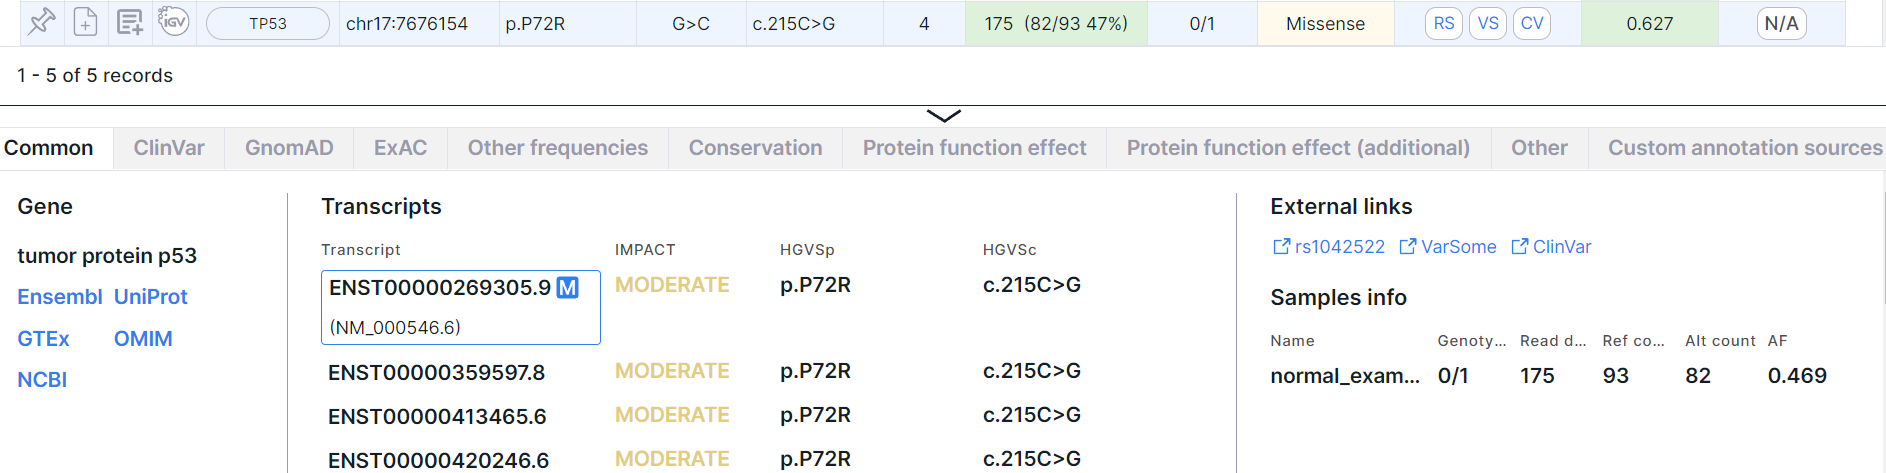 IGV TP53 chr17:7676154 p.P72R G>C c.215C>G 4 175 (82/93 47%) 0/1 Missense RS VS CV 0.627 N/A
1 - 5 of 5 records
Common ClinVar GnomAD ExAC Other frequencies Conservation Protein function effect Protein function effect (additional) Other Custom annotation sources
Gene
tumor protein p53
Ensembl UniProt
GTEx OMIM
NCBI
Transcripts
Transcript IMPACT HGVSp HGVSc
ENST00000269305.9 M MODERATE p.P72R c.215C>G
(NM_000546.6)
ENST00000359597.8 MODERATE p.P72R c.215C>G
ENST00000413465.6 MODERATE p.P72R c.215C>G
ENST00000420246.6 MODERATE p.P72R c.215C>G
External links
rs1042522 VarSome ClinVar
Samples info
Name Genoty... Read d... Ref co... Alt count AF
normal_exam... 0/1 175 93 82 0.469